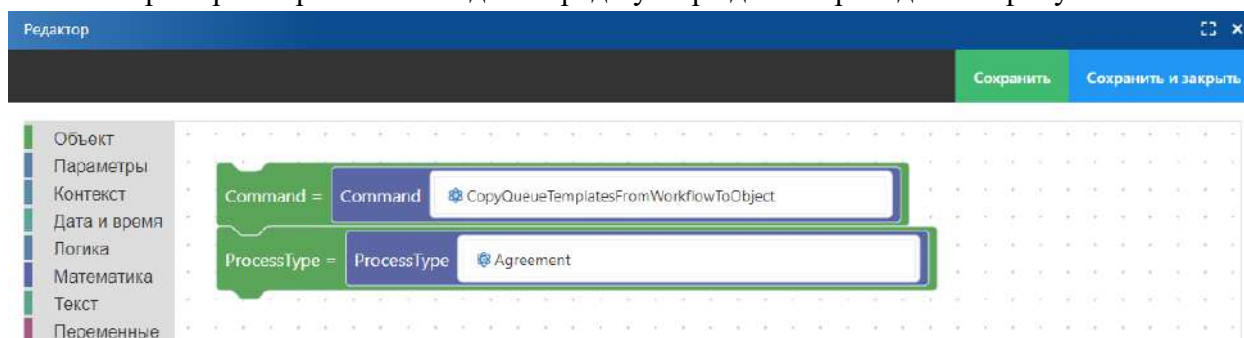 Редактор
Сохранить Сохранить и закрыть
Объект
Параметры
Контекст
Дата и время
Логика
Математика
Текст
Переменные
Command = Command CopyQueueTemplatesFromWorkflowToObject
ProcessType = ProcessType Agreement